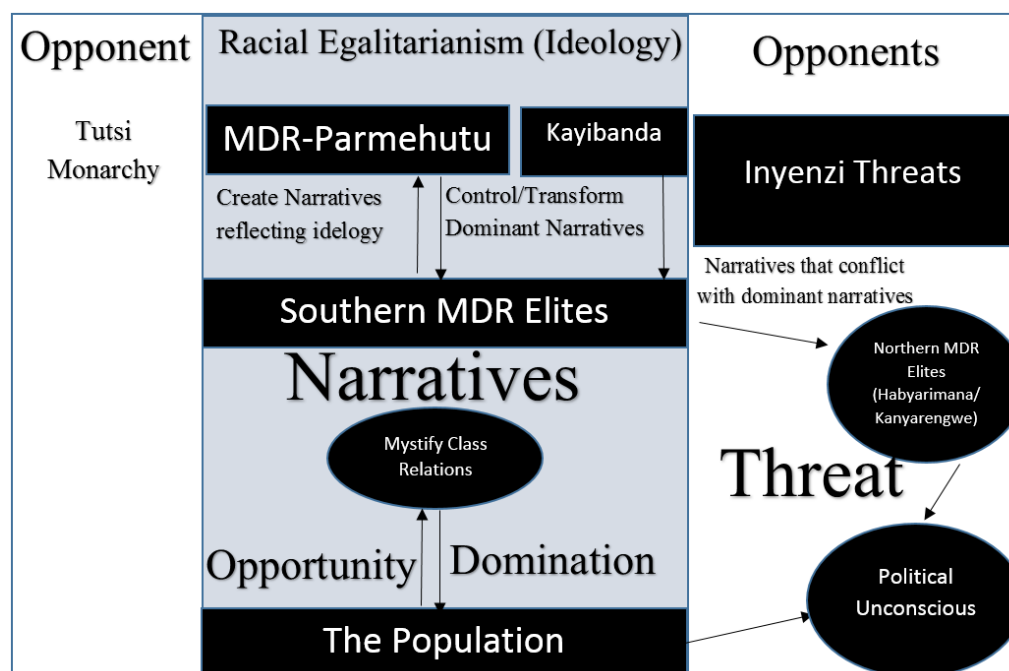 Opponent
Tutsi
Monarchy
Racial Egalitarianism (Ideology)
MDR-Parmehutu
Kayibanda
Create Narratives
reflecting idelogy
Control/Transform
Dominant Narratives
Southern MDR Elites
Narratives
Mystify Class
Relations
Opportunity
Domination
The Population
Opponents
Inyenzi Threats
Narratives that conflict
with dominant narratives
Northern MDR
Elites
(Habyarimana/
Kanyarengwe)
Threat
Political
Unconscious